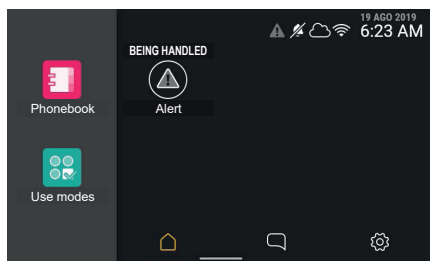 19 AGO 2019
6:23 AM
BEING HANDLED
Alert
Phonebook
Use modes